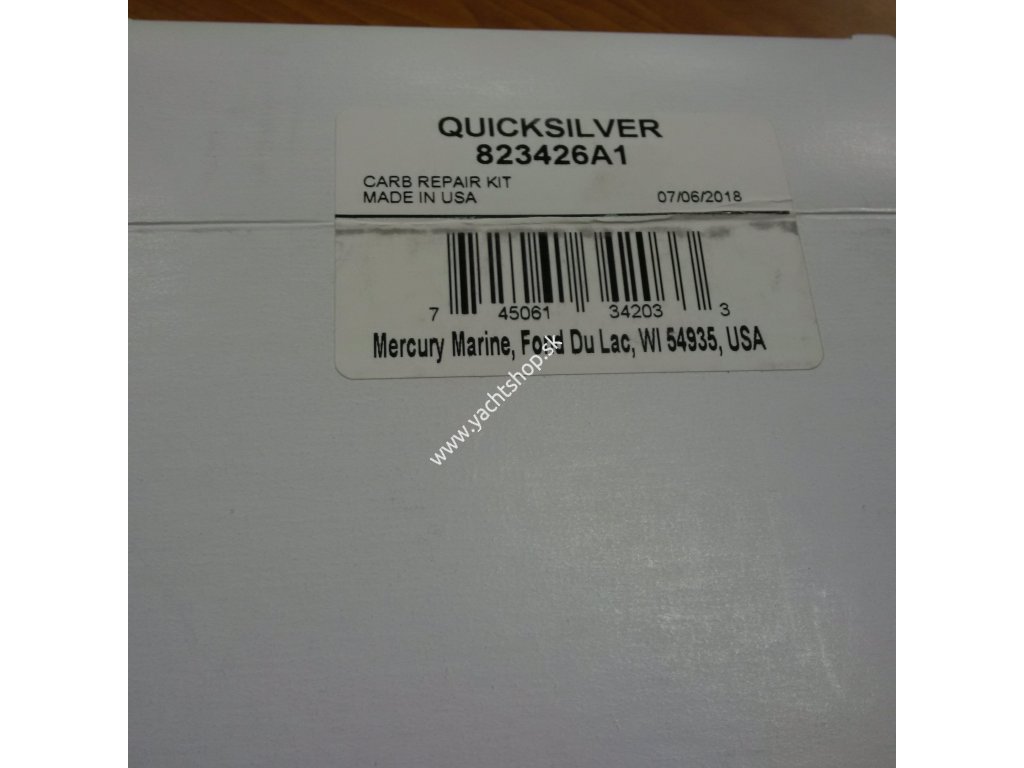 QUICKSILVER
823426A1
CARB REPAIR KIT
MADE IN USA 07/06/2018
7 45061 34203 3
Mercury Marine, Fond Du Lac, WI 54935, USA
www.yachtshop.sk